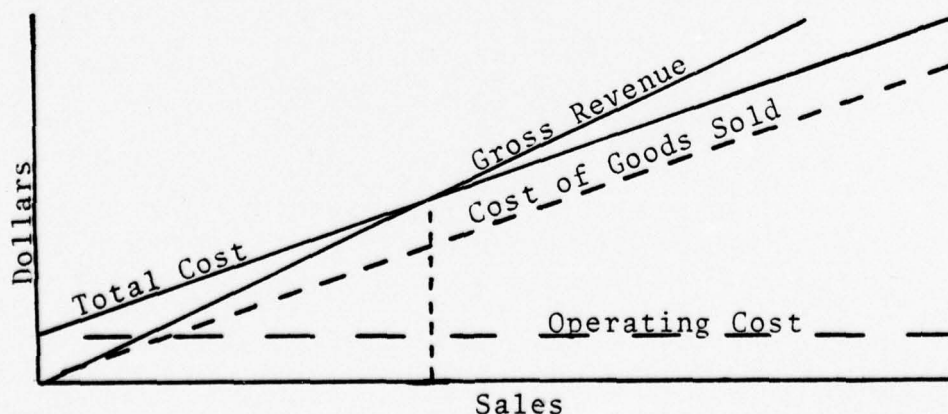 Dollars
Gross Revenue
Cost of Goods Sold
Total Cost
Operating Cost
Sales